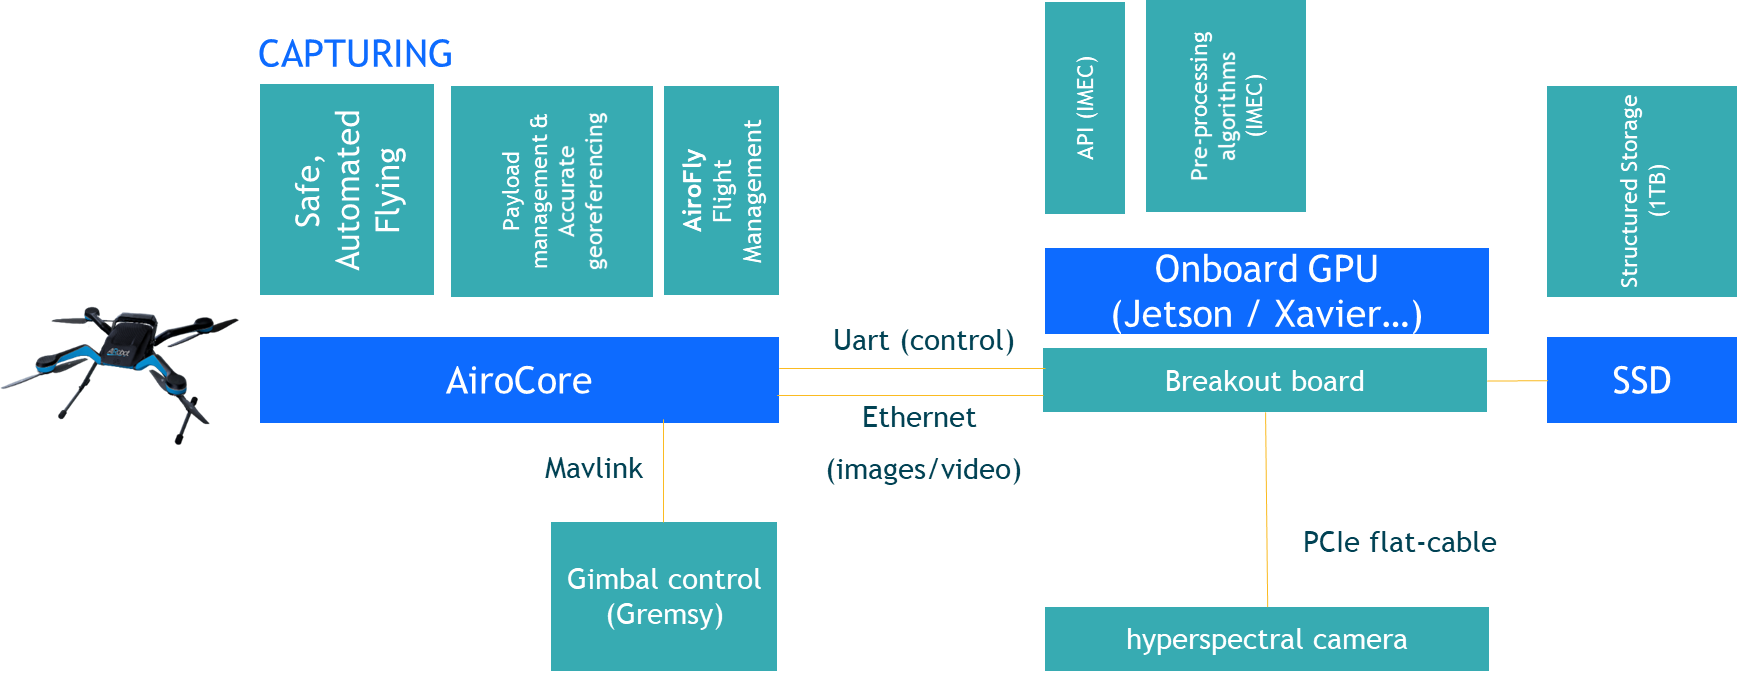 CAPTURING
Safe,
Automated
Flying
Payload
management &
Accurate
georeferencing
AiroFly
Flight
Management
API (IMEC)
Pre-processing
algorithms
(IMEC)
Structured Storage
(1TB)
Onboard GPU
(Jetson / Xavier...)
AiroCore
Uart (control)
Breakout board
SSD
Ethernet
(images/video)
Mavlink
PCIe flat-cable
Gimbal control
(Gremsy)
hyperspectral camera